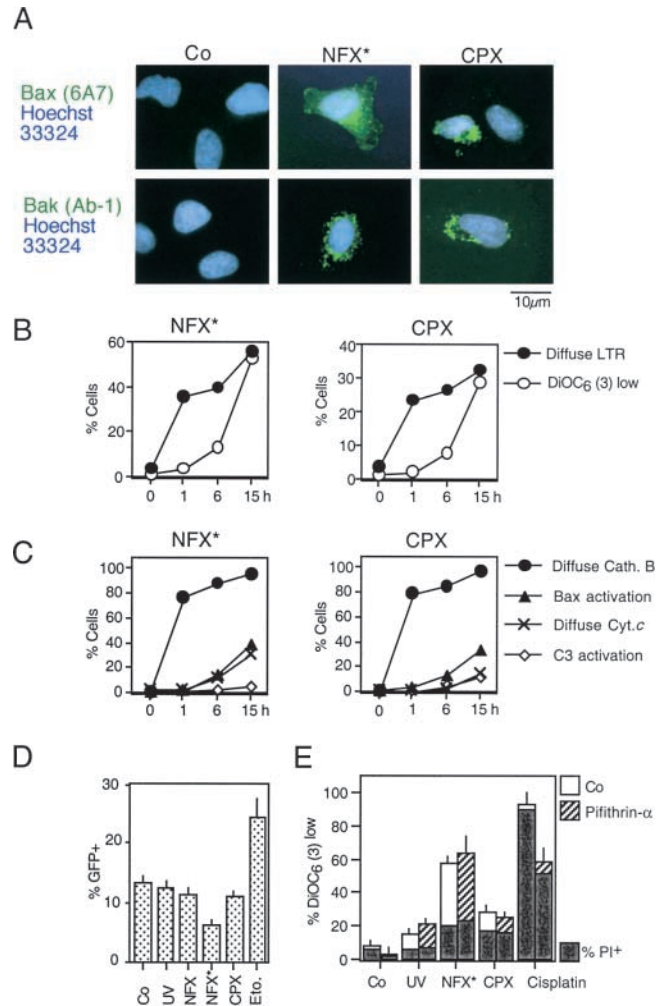 A
Co NFX* CPX
Bax (6A7)
Hoechst
33324
Bak (Ab-1)
Hoechst
33324
10µm
B
NFX* CPX
% Cells
60
40
20
0
0 1 6 15 h
% Cells
40
30
20
10
0
0 1 6 15 h
Diffuse LTR
DiOC6 (3) low
C
NFX* CPX
% Cells
100
80
60
40
20
0
0 1 6 15 h
% Cells
100
80
60
40
20
0
0 1 6 15 h
Diffuse Cath. B
Bax activation
Diffuse Cyt.c
C3 activation
D
% GFP+
30
20
10
0
Co UV NFX NFX* CPX Eto.
E
% DiOC6 (3) low
100
80
60
40
20
0
Co UV NFX* CPX Cisplatin
Co
Pifithrin-α
% PI+